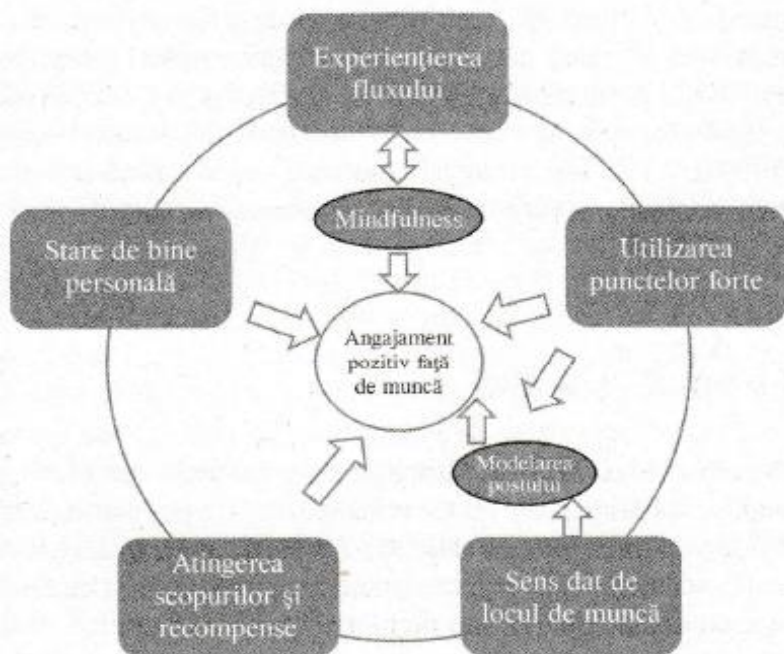 Experiențierea
fluxului
Mindfulness
Stare de bine
personală
Utilizarea
punctelor forte
Angajament
pozitiv față
de muncă
Modelarea
postului
Atingerea
scopurilor și
recompense
Sens dat de
locul de muncă